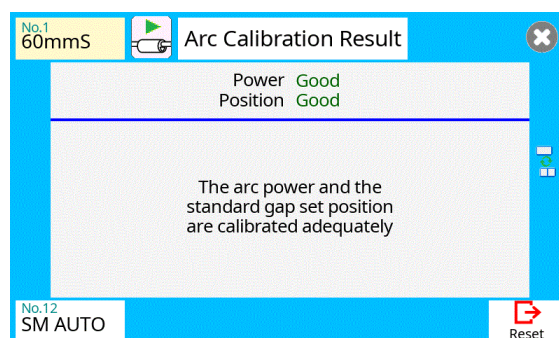 No.1
60mmS
Arc Calibration Result
Power Good
Position Good
The arc power and the
standard gap set position
are calibrated adequately
No.12
SM AUTO
Reset